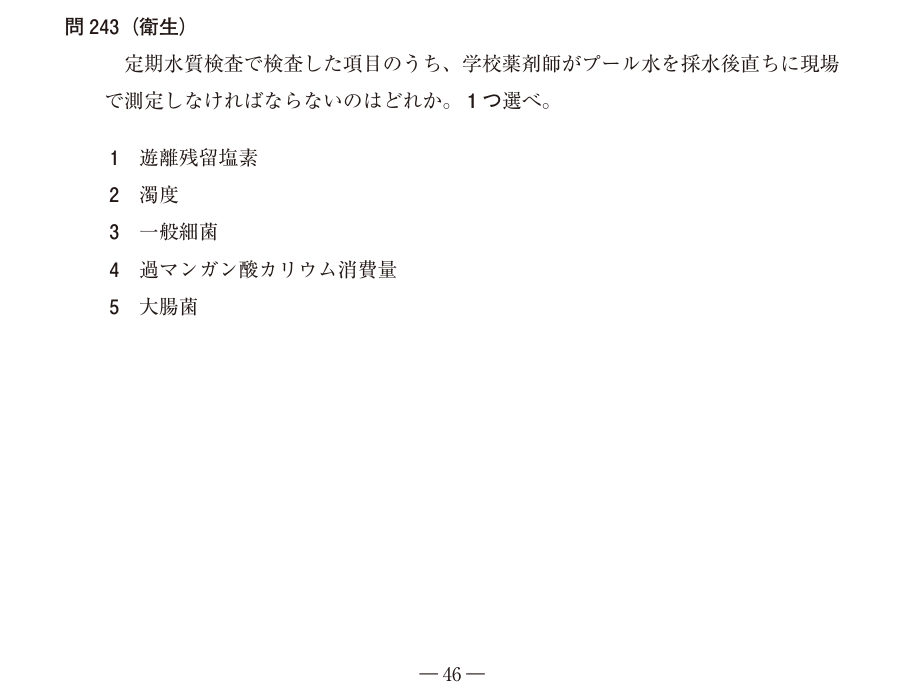 問 243（衛生）
定期水質検査で検査した項目のうち、学校薬剤師がプール水を採水後直ちに現場
で測定しなければならないのはどれか。1つ選べ。
1 遊離残留塩素
2 濁度
3 一般細菌
4 過マンガン酸カリウム消費量
5 大腸菌
— 46 —